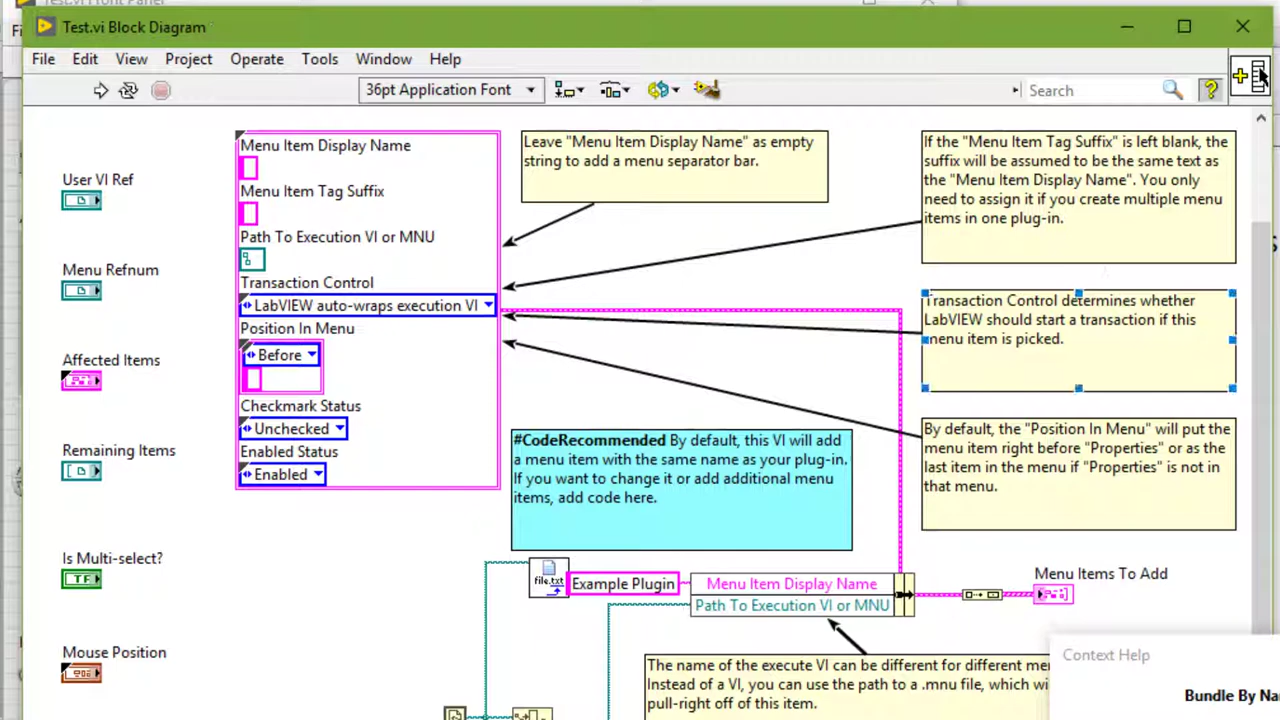 Test.vi Front Panel
Test.vi Block Diagram
File Edit View Project Operate Tools Window Help
36pt Application Font
Search
User VI Ref
Menu Refnum
Affected Items
Remaining Items
Is Multi-select?
TF
Mouse Position
Menu Item Display Name
Menu Item Tag Suffix
Path To Execution VI or MNU
Transaction Control
LabVIEW auto-wraps execution VI
Position In Menu
Before
Checkmark Status
Unchecked
Enabled Status
Enabled
Leave "Menu Item Display Name" as empty
string to add a menu separator bar.
If the "Menu Item Tag Suffix" is left blank, the
suffix will be assumed to be the same text as
the "Menu Item Display Name". You only
need to assign it if you create multiple menu
items in one plug-in.
Transaction Control determines whether
LabVIEW should start a transaction if this
menu item is picked.
By default, the "Position In Menu" will put the
menu item right before "Properties" or as the
last item in the menu if "Properties" is not in
that menu.
#CodeRecommended By default, this VI will add
a menu item with the same name as your plug-in.
If you want to change it or add additional menu
items, add code here.
file.txt
Example Plugin
Menu Item Display Name
Path To Execution VI or MNU
Menu Items To Add
The name of the execute VI can be different for different
Instead of a VI, you can use the path to a .mnu file, which
pull-right off of this item.
Context Help
Bundle By